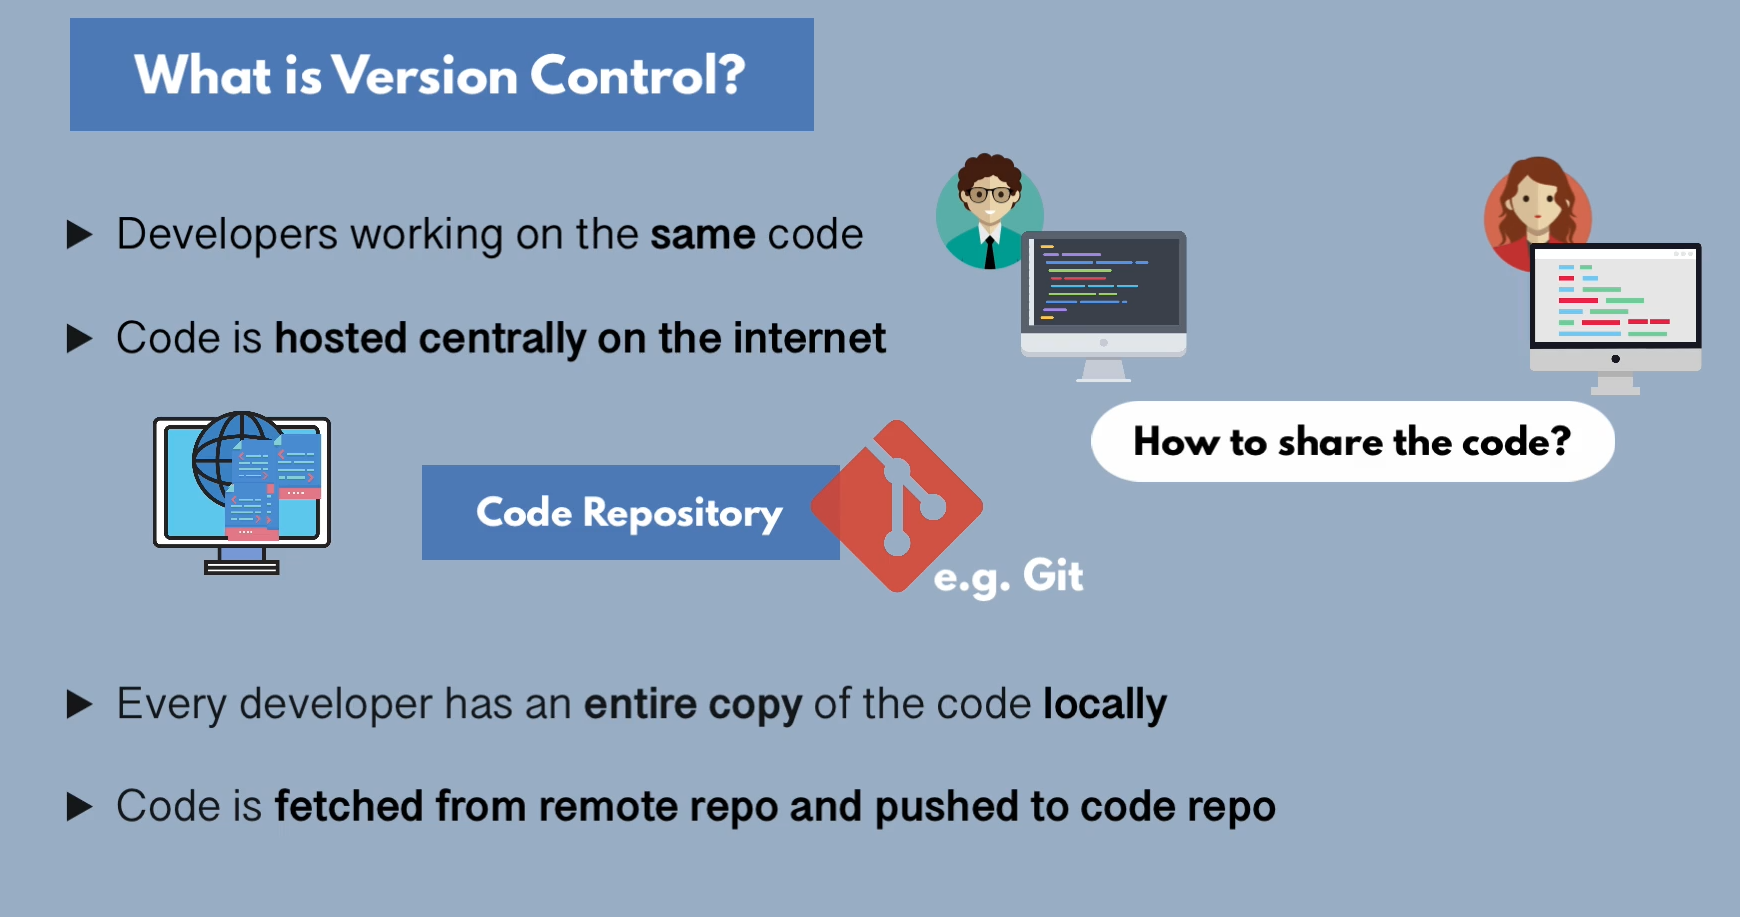 What is Version Control?
Developers working on the same code
Code is hosted centrally on the internet
How to share the code?
Code Repository
e.g. Git
Every developer has an entire copy of the code locally
Code is fetched from remote repo and pushed to code repo